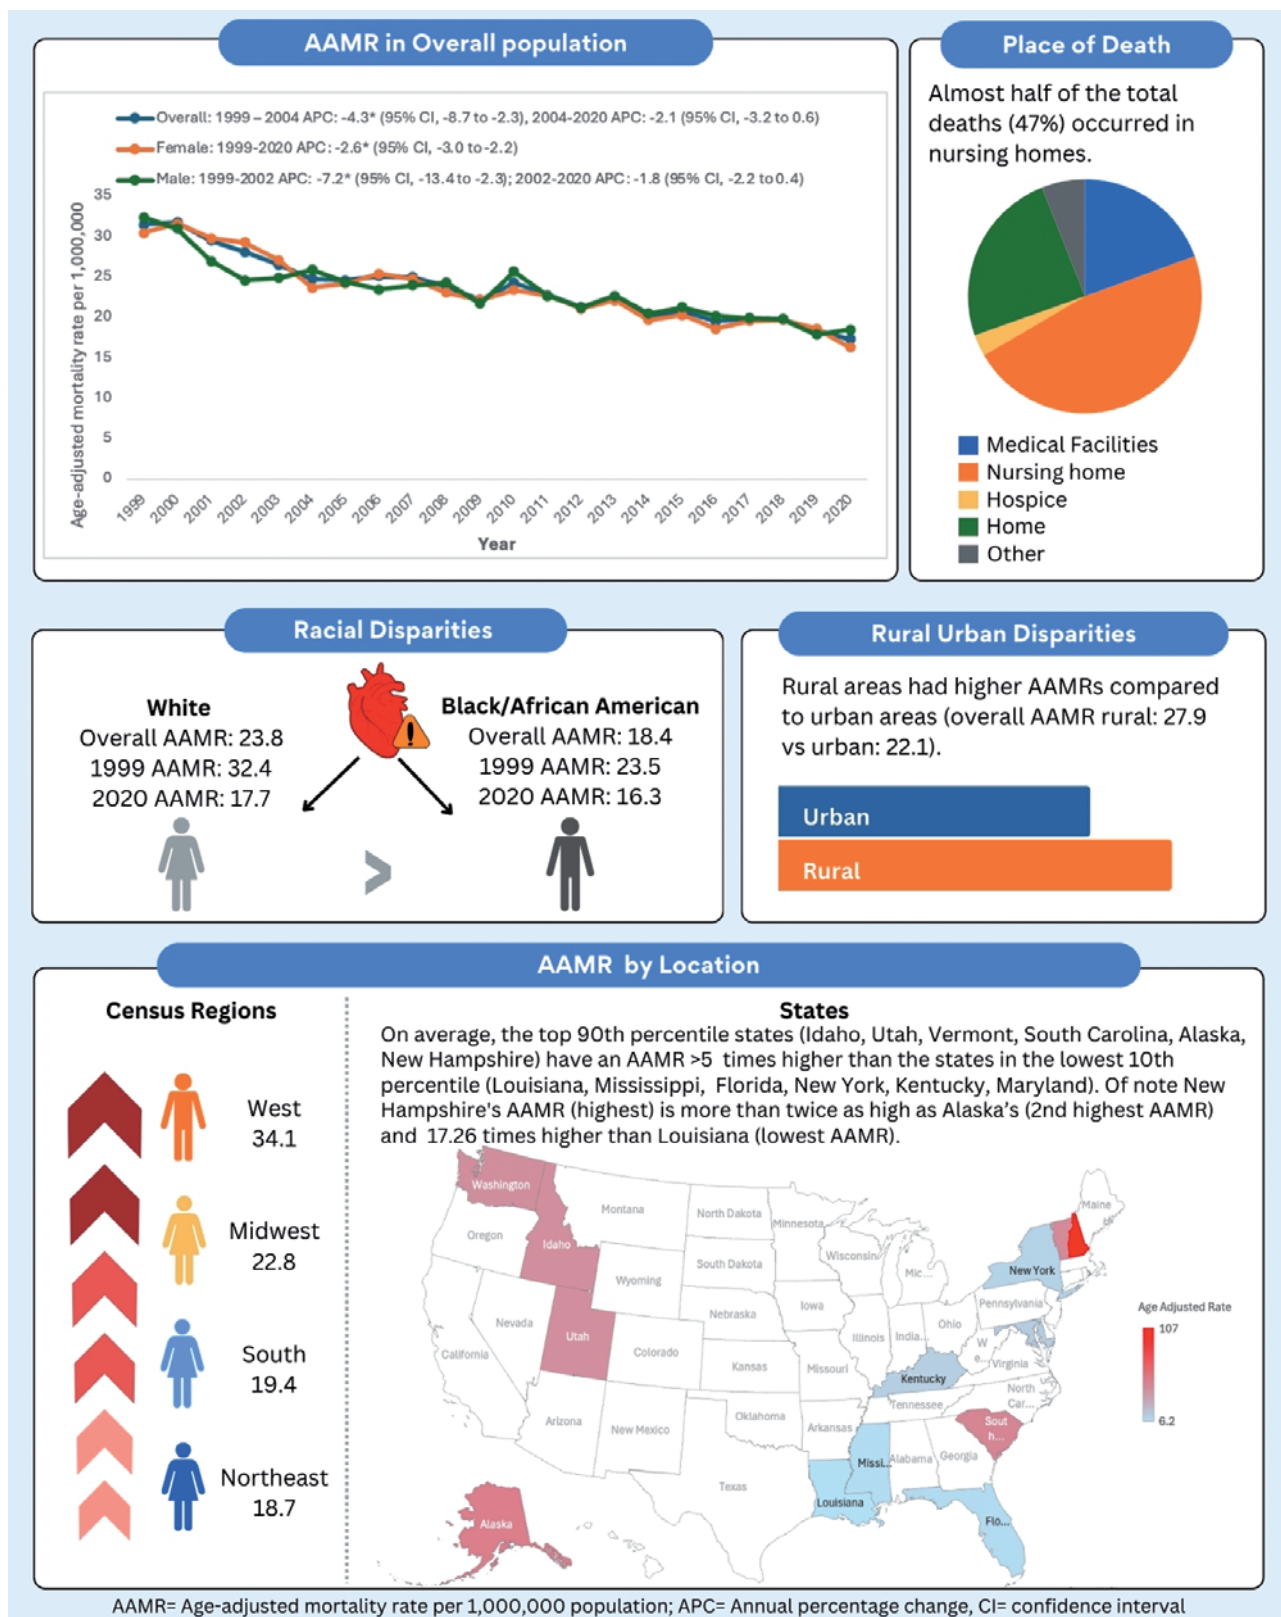 AAMR in Overall population
Overall: 1999 – 2004 APC: -4.3* (95% CI, -8.7 to -2.3), 2004-2020 APC: -2.1 (95% CI, -3.2 to 0.6)
Female: 1999-2020 APC: -2.6* (95% CI, -3.0 to -2.2)
Male: 1999-2002 APC: -7.2* (95% CI, -13.4 to -2.3); 2002-2020 APC: -1.8 (95% CI, -2.2 to 0.4)
Age-adjusted mortality rate per 1,000,000
35
30
25
20
15
10
5
0
1999 2000 2001 2002 2003 2004 2005 2006 2007 2008 2009 2010 2011 2012 2013 2014 2015 2016 2017 2018 2019 2020
Year
Place of Death
Almost half of the total
deaths (47%) occurred in
nursing homes.
Medical Facilities
Nursing home
Hospice
Home
Other
Racial Disparities
White
Overall AAMR: 23.8
1999 AAMR: 32.4
2020 AAMR: 17.7
!
>
Black/African American
Overall AAMR: 18.4
1999 AAMR: 23.5
2020 AAMR: 16.3
Rural Urban Disparities
Rural areas had higher AAMRs compared
to urban areas (overall AAMR rural: 27.9
vs urban: 22.1).
Urban
Rural
AAMR by Location
Census Regions
West
34.1
Midwest
22.8
South
19.4
Northeast
18.7
States
On average, the top 90th percentile states (Idaho, Utah, Vermont, South Carolina, Alaska,
New Hampshire) have an AAMR >5 times higher than the states in the lowest 10th
percentile (Louisiana, Mississippi, Florida, New York, Kentucky, Maryland). Of note New
Hampshire's AAMR (highest) is more than twice as high as Alaska's (2nd highest AAMR)
and 17.26 times higher than Louisiana (lowest AAMR).
Washington
Montana
North Dakota
Minnesota
Maine
Oregon
Idaho
Wisconsin
South Dakota
Mic...
New York
Wyoming
Nebraska
Iowa
Pennsylvania
Nevada
Utah
Colorado
Illinois
India...
Ohio
W
e...
Virginia
California
Kansas
Missouri
Kentucky
North
Car...
Tennessee
Arizona
New Mexico
Oklahoma
Arkansas
Sout
h...
Missi...
Alabama
Georgia
Texas
Louisiana
Flo...
Alaska
Age Adjusted Rate
107
6.2
AAMR= Age-adjusted mortality rate per 1,000,000 population; APC= Annual percentage change, CI= confidence interval